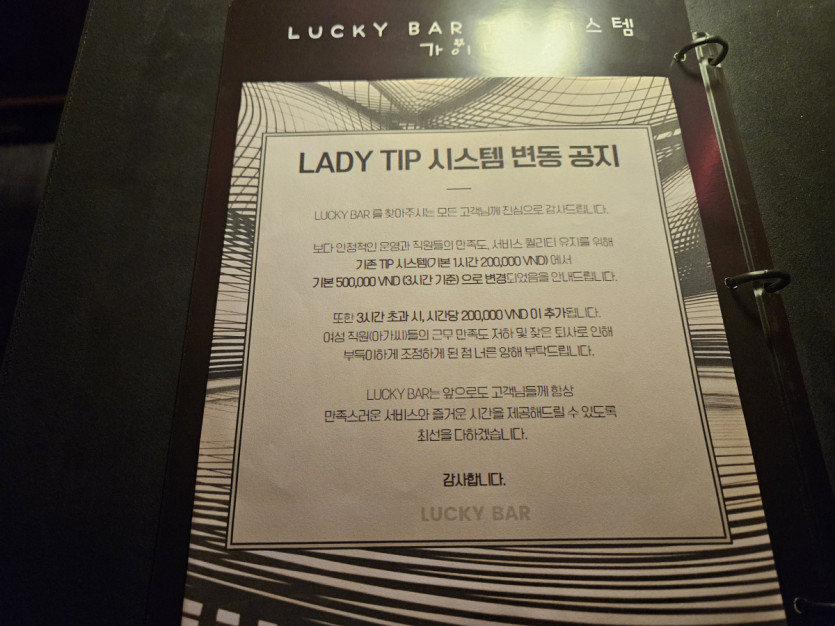 LUCKY BAR 스템
가이
LADY TIP 시스템 변동 공지
LUCKY BAR 를 찾아주시는 모든 고객님께 진심으로 감사드립니다.
보다 안정적인 운영과 직원들의 만족도, 서비스 퀄리티 유지를 위해
기존 TIP 시스템(기본 1시간 200,000 VND) 에서
기본 500,000 VND (3시간 기준) 으로 변경되었음을 안내드립니다.
또한 3시간 초과 시, 시간당 200,000 VND 이 추가됩니다.
여성 직원(아가씨)들의 근무 만족도 저하 및 잦은 퇴사로 인해
부득이하게 조정하게 된 점 너른 양해 부탁드립니다.
LUCKY BAR는 앞으로도 고객님들께 항상
만족스러운 서비스와 즐거운 시간을 제공해드릴 수 있도록
최선을 다하겠습니다.
감사합니다.
LUCKY BAR